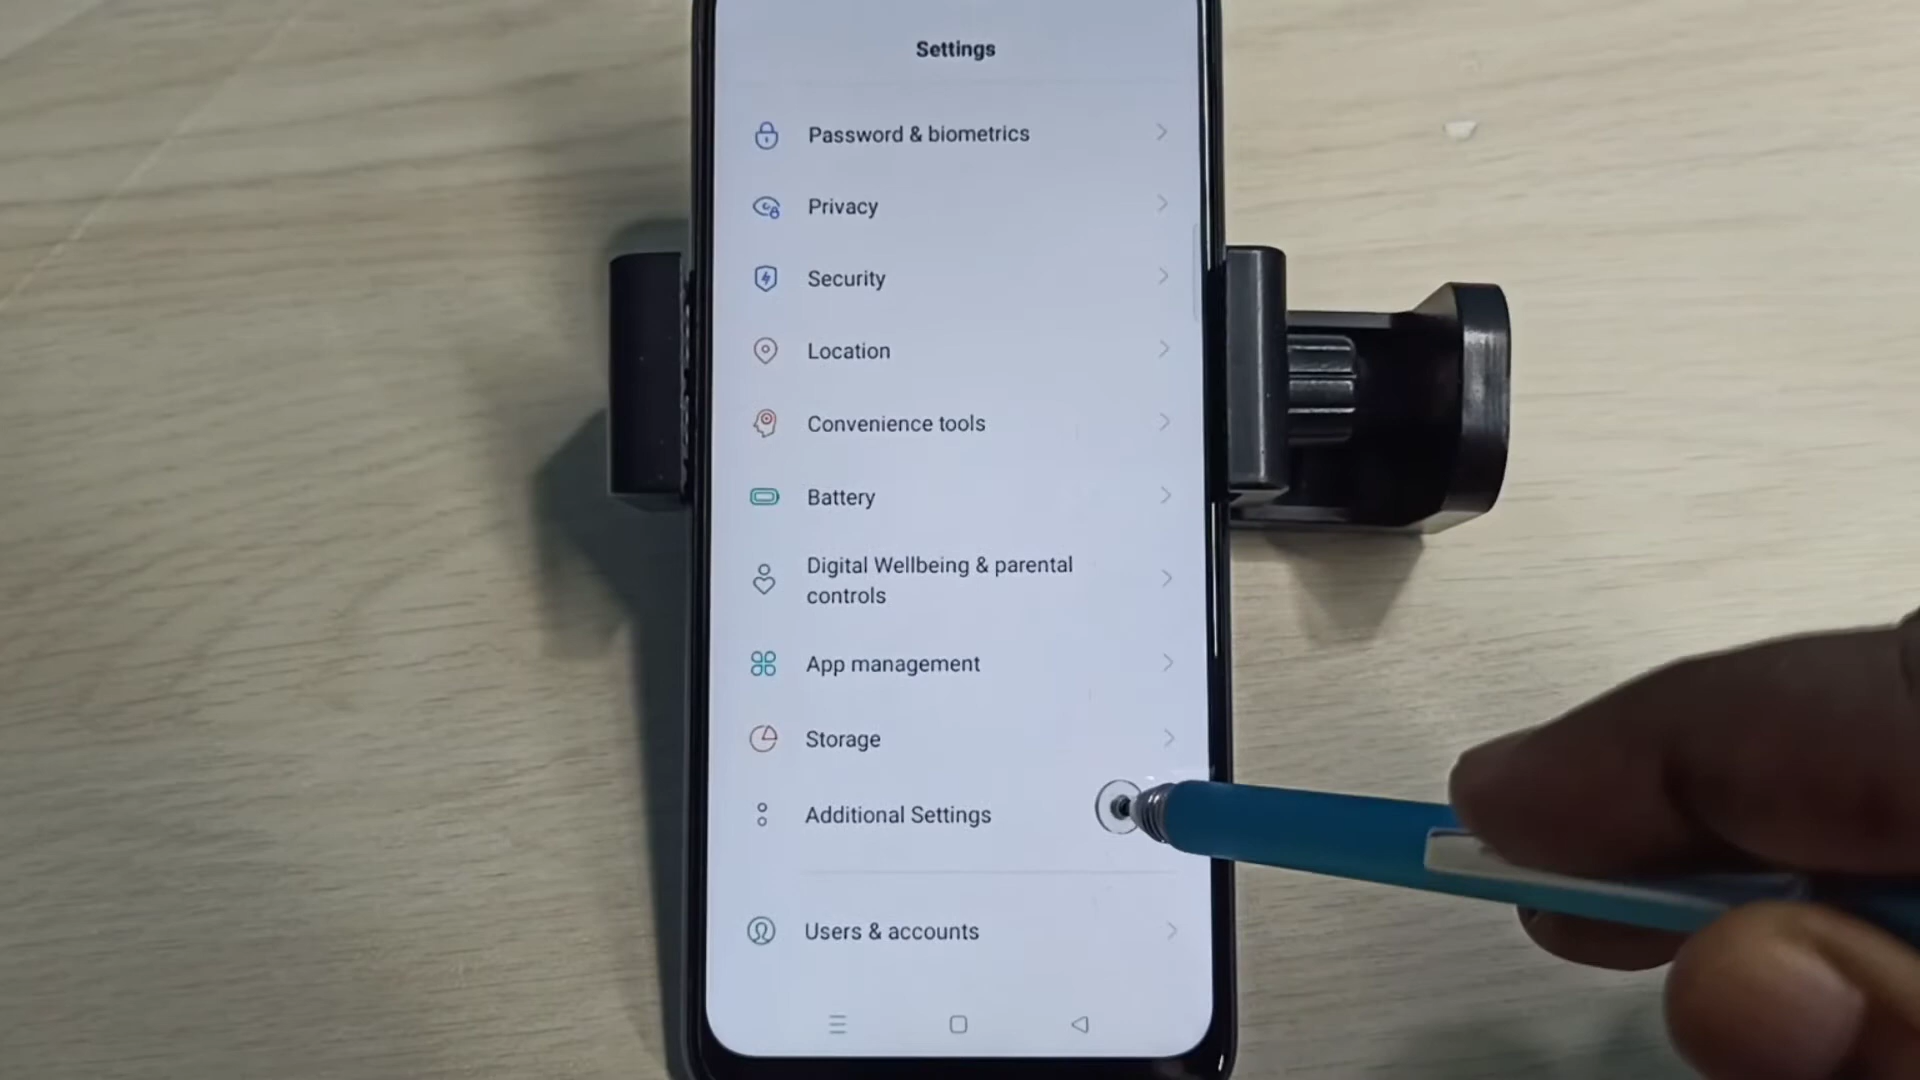 Settings
Password & biometrics
Privacy
Security
Location
Convenience tools
Battery
Digital Wellbeing & parental
controls
App management
Storage
Additional Settings
Users & accounts